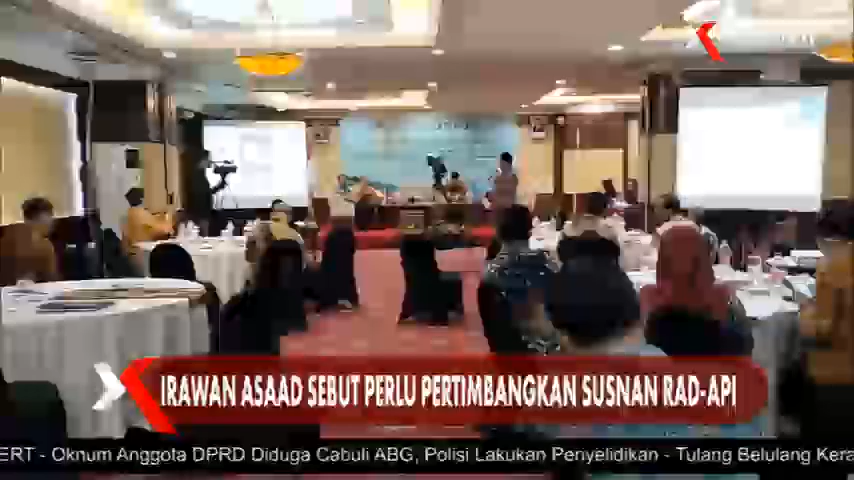 IRAWAN ASAAD SEBUT PERLU PERTIMBANGKAN SUSNAN RAD-API
ERT - Oknum Anggota DPRD Diduga Cabuli ABG, Polisi Lakukan Penyelidikan - Tulang Belulang Kera